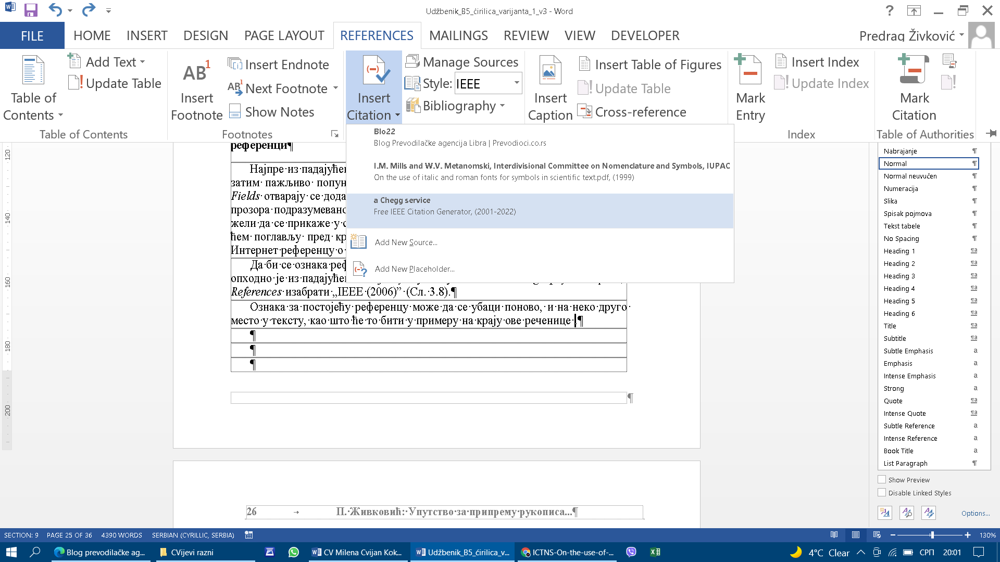 Udžbenik_B5_ćirilica_varijanta_1_v3 - Word
FILE HOME INSERT DESIGN PAGE LAYOUT REFERENCES MAILINGS REVIEW VIEW DEVELOPER Predrag Živković
Table of Contents
Add Text
Update Table
Table of Contents
AB1
Insert Footnote
Insert Endnote
Next Footnote
Show Notes
Footnotes
Insert Citation
Manage Sources
Style: IEEE
Bibliography
Insert Caption
Insert Table of Figures
Update Table
Cross-reference
Mark Entry
Insert Index
Update Index
Index
Mark Citation
Table of Authorities
Blo22
Blog Prevodilačke agencija Libra | Prevodioci.co.rs
I.M. Mills and W.V. Metanomski, Interdivisional Committee on Nomenclature and Symbols, IUPAC
On the use of italic and roman fonts for symbols in scientific text.pdf, (1999)
a Chegg service
Free IEEE Citation Generator, (2001-2022)
Add New Source...
Add New Placeholder...
120
140
160
180
200
референци¶
Најпре из падајућег
затим пажљиво попун
Fields отварају се дода
прозора подразумевано
жели да се прикаже у с
ћем поглављу пред кр
Интернет референцу о
Да би се ознака реф
опходно је из падајућ
References изабрати „IEEE (2006)” (Сл. 3.8).¶
Ознака за постојећу референцу може да се убаци поново, и на неко друго
место у тексту, као што ће то бити у примеру на крају ове реченице .¶
¶
¶
¶
¶
26 → П. Живковић: Упутство за припрему рукописа...¶
Nabrajanje ¶
Normal ¶
Normal neuvučen ¶
Numeracija ¶
Slika ¶
Spisak pojmova ¶
Tekst tabele ¶
No Spacing ¶
Heading 1 ¶a
Heading 2 ¶a
Heading 3 ¶a
Heading 4 ¶a
Heading 5 ¶a
Heading 6 ¶a
Title ¶a
Subtitle ¶a
Subtle Emphasis a
Emphasis a
Intense Emphasis a
Strong a
Quote ¶a
Intense Quote ¶a
Subtle Reference a
Intense Reference a
Book Title a
List Paragraph ¶
Show Preview
Disable Linked Styles
Options...
SECTION: 9 PAGE 25 OF 36 4390 WORDS SERBIAN (CYRILLIC, SERBIA) 130%
Blog prevodilačke ag... CVijevi razni CV Milena Cvijan Kok... Udžbenik_B5_ćirilica_v... ICTNS-On-the-use-of-... 4°C Clear СРП 20:01